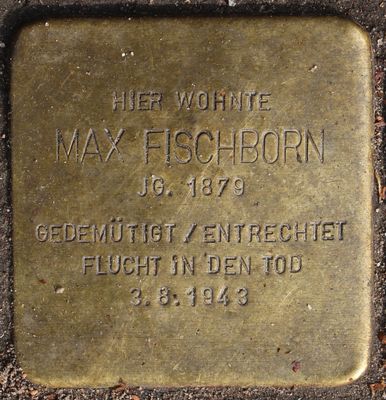 HIER WOHNTE
MAX FISCHBORN
JG. 1879
GEDEMÜTIGT / ENTRECHTET
FLUCHT IN DEN TOD
3.8.1943